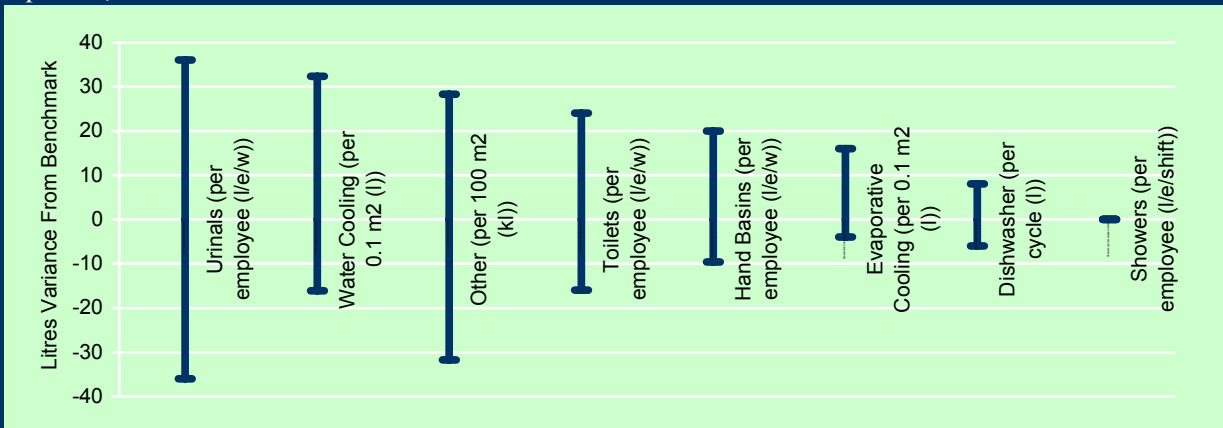 40
30
20
10
0
-10
-20
-30
-40
Litres Variance From Benchmark
Urinals (per
employee (l/e/w))
Water Cooling (per
0.1 m2 (l))
Other (per 100 m2
(kl))
Toilets (per
employee (l/e/w))
Hand Basins (per
employee (l/e/w))
Evaporative
Cooling (per 0.1 m2
(l))
Dishwasher (per
cycle (l))
Showers (per
employee (l/e/shift))